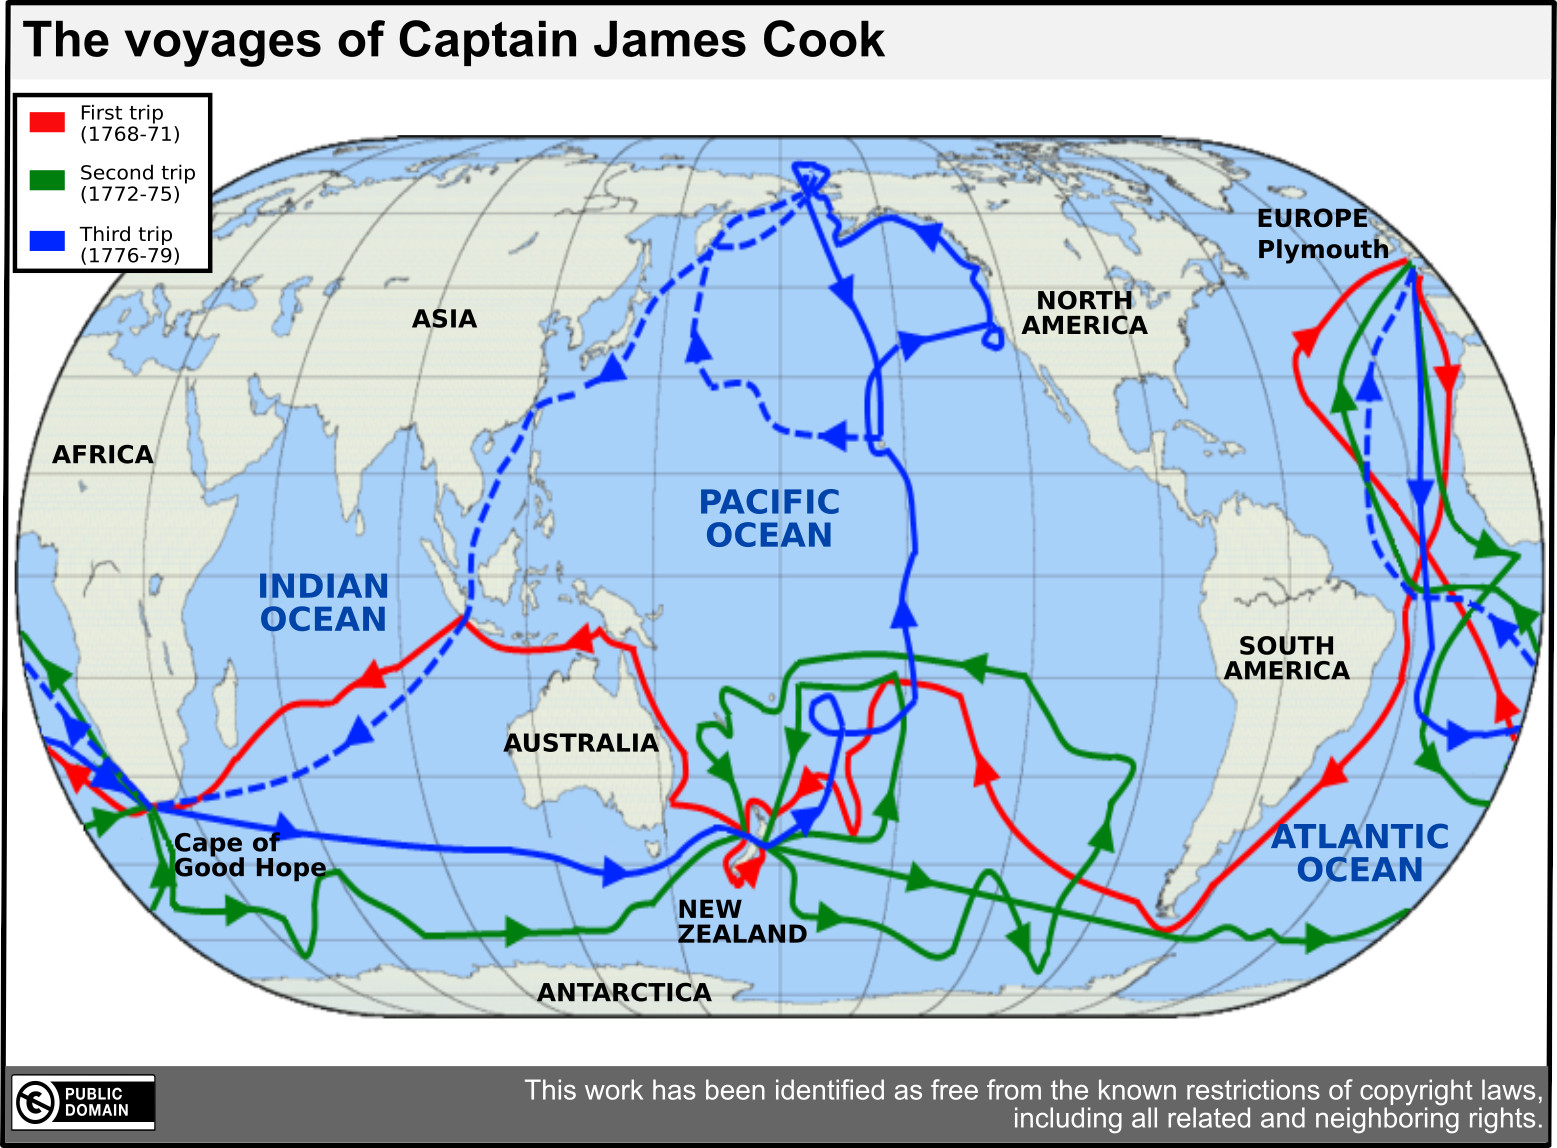 The voyages of Captain James Cook
First trip
(1768-71)
Second trip
(1772-75)
Third trip
(1776-79)
EUROPE
Plymouth
ASIA
NORTH
AMERICA
AFRICA
PACIFIC
OCEAN
INDIAN
OCEAN
SOUTH
AMERICA
AUSTRALIA
Cape of
Good Hope
ATLANTIC
OCEAN
NEW
ZEALAND
ANTARCTICA
PUBLIC
DOMAIN
This work has been identified as free from the known restrictions of copyright laws,
including all related and neighboring rights.